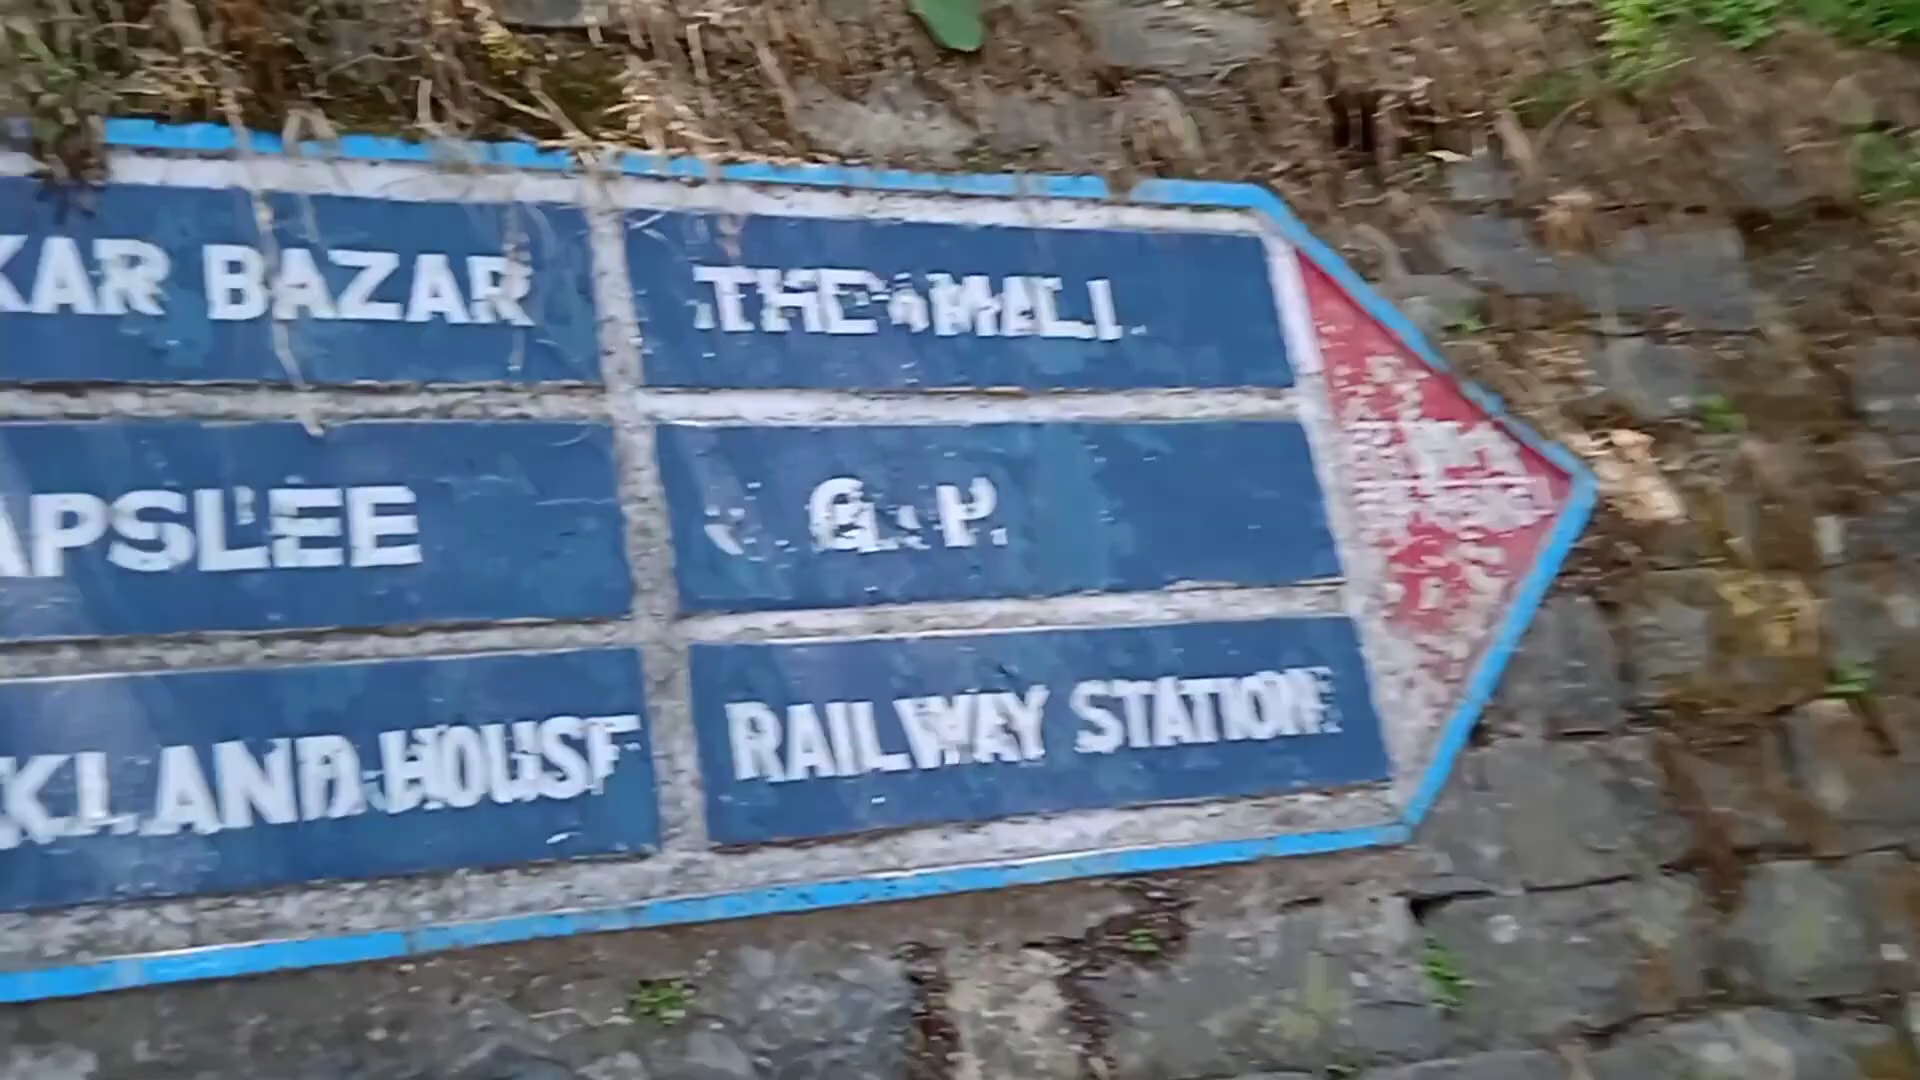 KAR BAZAR
THE MALL
APSLEE
G. P.
KLAND HOUSE
RAILWAY STATION